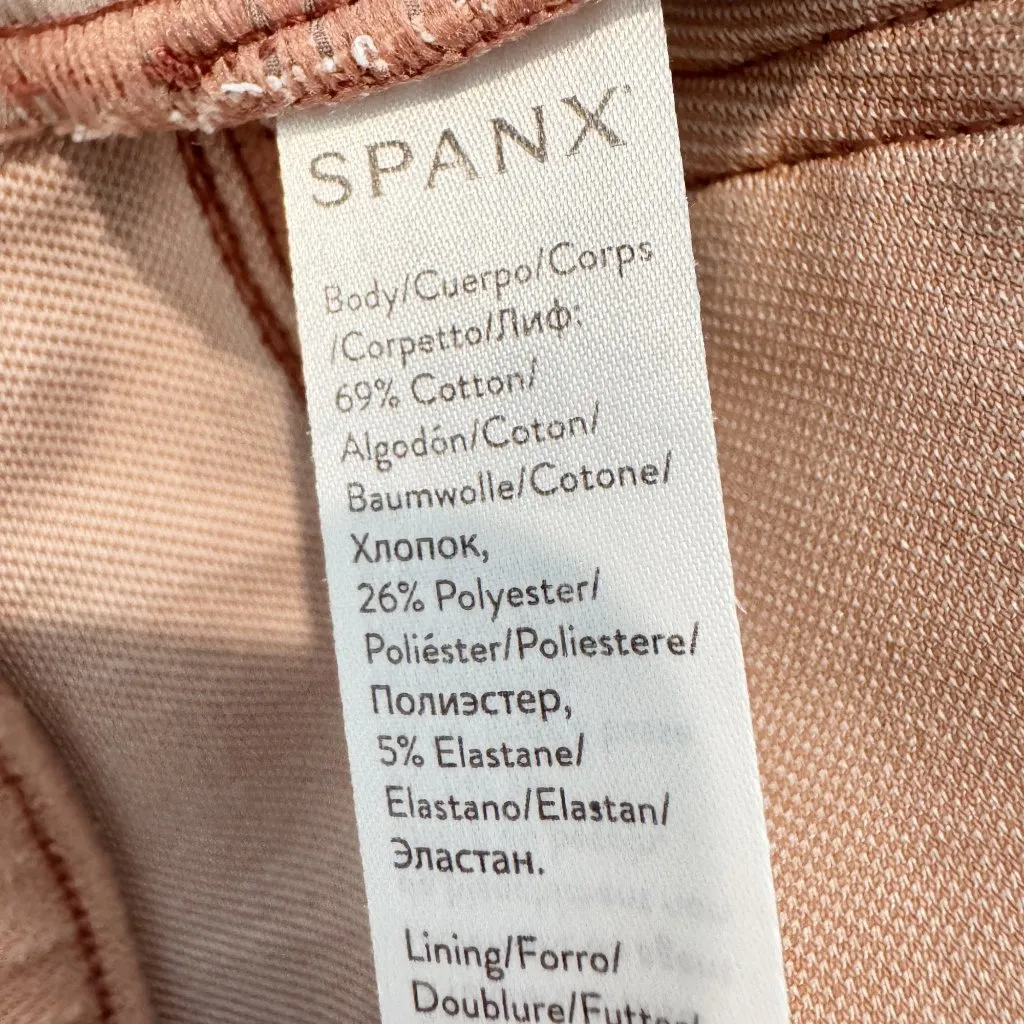 SPANX
Body/Cuerpo/Corps
/Corpetto/Лиф:
69% Cotton/
Algodón/Coton/
Baumwolle/Cotone/
Хлопок,
26% Polyester/
Poliéster/Poliestere/
Полиэстер,
5% Elastane/
Elastano/Elastan/
Эластан.
Lining/Forro/
Doublure/